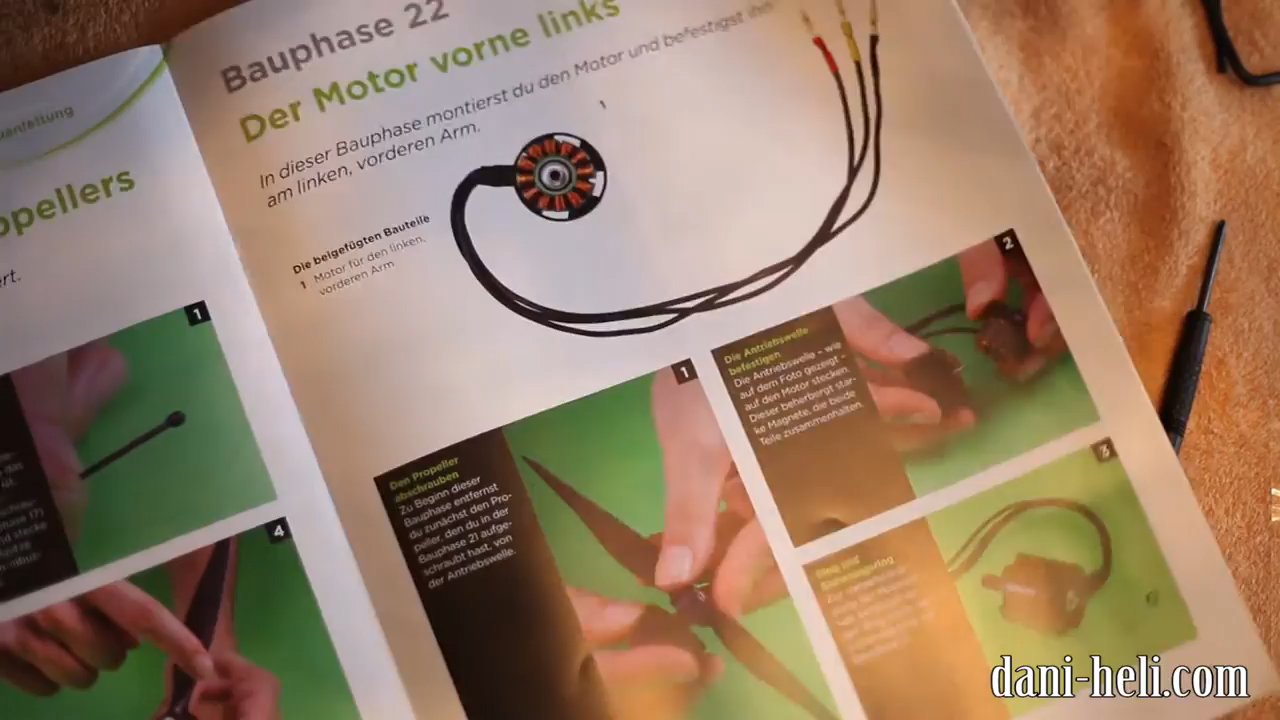 opellers
ert.
1
4
Bauphase 22
Der Motor vorne links
In dieser Bauphase montierst du den Motor und befestigst ihn
am linken, vorderen Arm.
1
Die beigefügten Bauteile
1 Motor für den linken,
vorderen Arm
1
Den Propeller
abschrauben
Zu Beginn dieser
Bauphase entfernst
du zunächst den Pro-
peller, den du in der
Bauphase 21 aufge-
schraubt hast, von
der Antriebswelle.
2
Die Antriebswelle
befestigen
Die Antriebswelle – wie
auf dem Foto gezeigt –
auf den Motor stecken.
Dieser beherbergt star-
ke Magnete, die beide
Teile zusammenhalten.
3
dani-heli.com